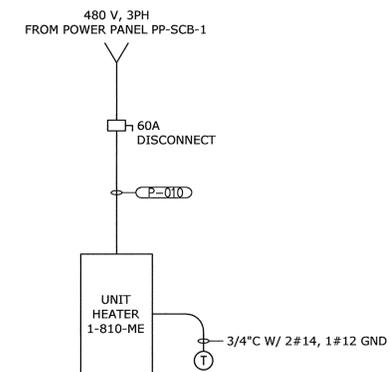 480 V, 3PH
FROM POWER PANEL PP-SCB-1
60A
DISCONNECT
P-010
UNIT
HEATER
1-810-ME
3/4"C W/ 2#14, 1#12 GND
T